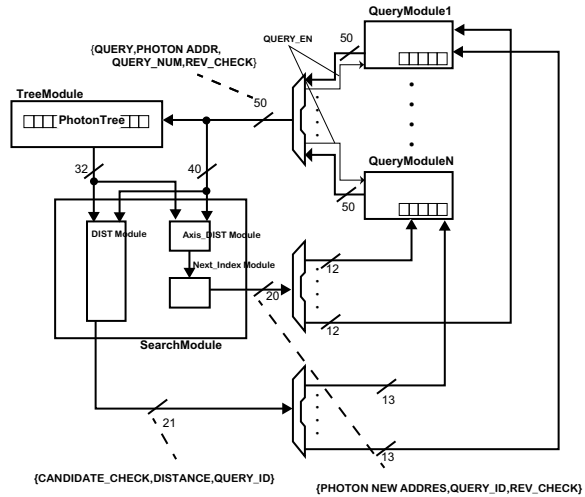 QueryModule1
50
QUERY_EN
{QUERY,PHOTON ADDR,
QUERY_NUM,REV_CHECK}
50
TreeModule
PhotonTree
QueryModuleN
50
32
40
DIST Module
Axis_DIST Module
Next_Index Module
12
20
12
SearchModule
13
21
13
{CANDIDATE_CHECK,DISTANCE,QUERY_ID}
{PHOTON NEW ADDRES,QUERY_ID,REV_CHECK}